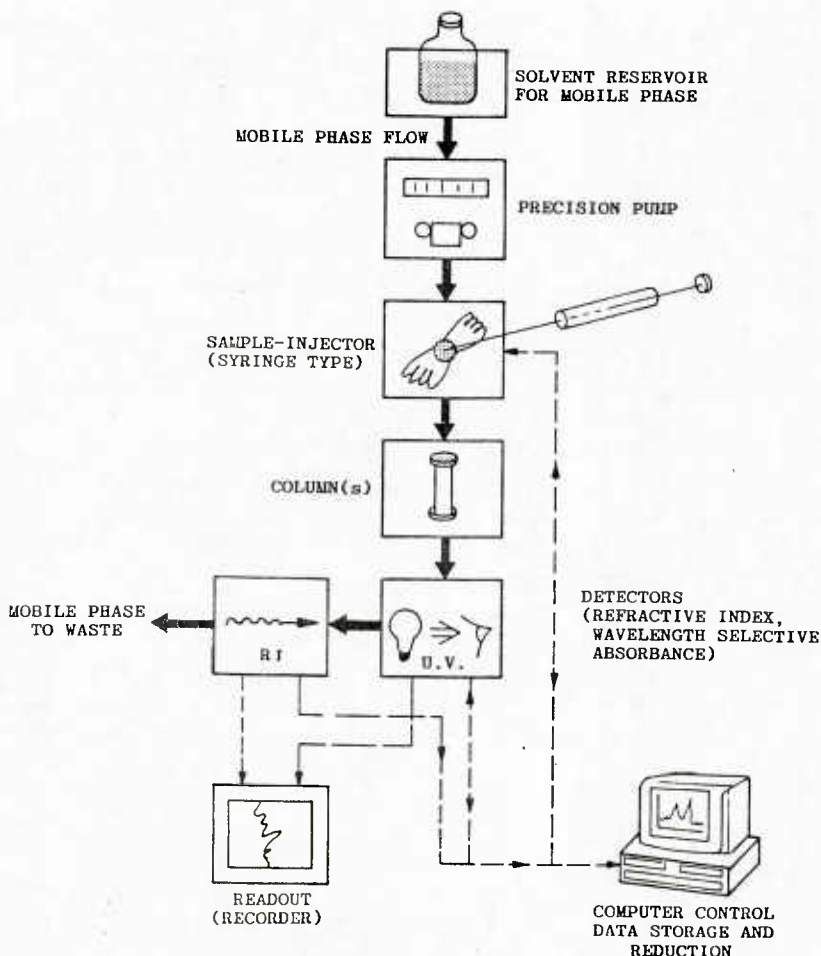 SOLVENT RESERVOIR
FOR MOBILE PHASE
MOBILE PHASE FLOW
PRECISION PUMP
SAMPLE-INJECTOR
(SYRINGE TYPE)
COLUMN(s)
MOBILE PHASE
TO WASTE
RI
U.V.
DETECTORS
(REFRACTIVE INDEX,
WAVELENGTH SELECTIVE
ABSORBANCE)
READOUT
(RECORDER)
COMPUTER CONTROL
DATA STORAGE AND
REDUCTION